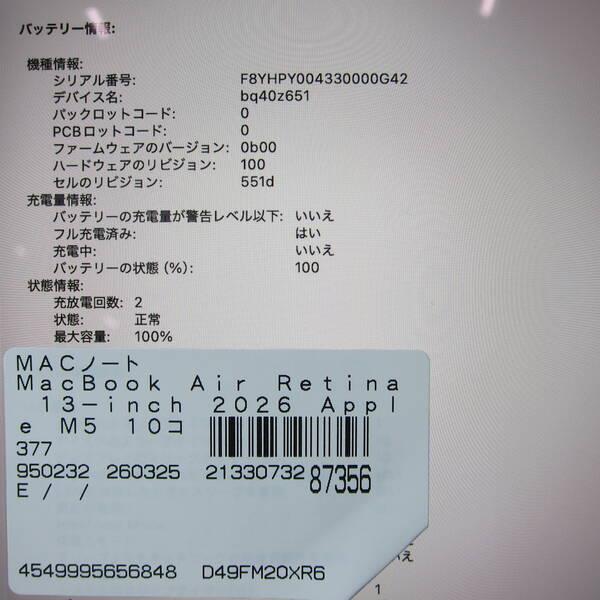 バッテリー情報:
機種情報:
シリアル番号: F8YHPY004330000G42
デバイス名: bq40z651
パックロットコード: 0
PCBロットコード: 0
ファームウェアのバージョン: 0b00
ハードウェアのリビジョン: 100
セルのリビジョン: 551d
充電量情報:
バッテリーの充電量が警告レベル以下: いいえ
フル充電済み: はい
充電中: いいえ
バッテリーの状態 (%): 100
状態情報:
充放電回数: 2
状態: 正常
最大容量: 100%
MACノート
MacBook Air Retina
13-inch 2026 Appl
e M5 10コ
377
950232 260325 21330732 87356
E / /
4549995656848 D49FM20XR6
1